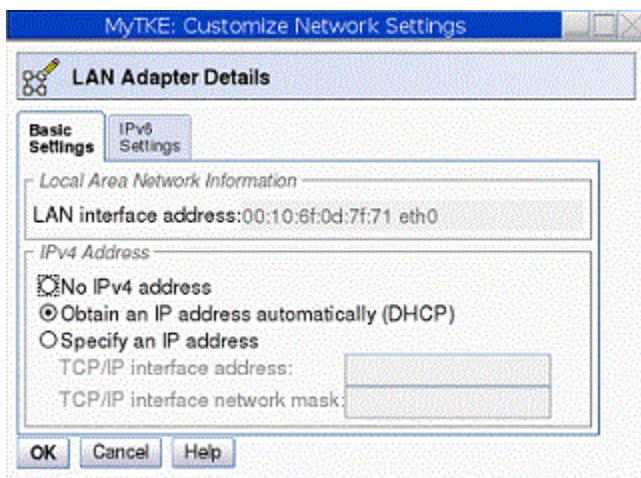 MyTKE: Customize Network Settings
LAN Adapter Details
Basic Settings
IPv6 Settings
Local Area Network Information
LAN interface address:00:10:6f:0d:7f:71 eth0
IPv4 Address
No IPv4 address
Obtain an IP address automatically (DHCP)
Specify an IP address
TCP/IP interface address:
TCP/IP interface network mask:
OK Cancel Help